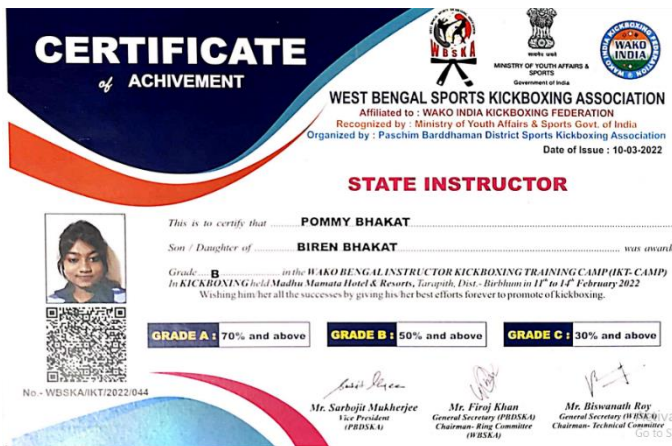 CERTIFICATE
of ACHIVEMENT
WBSKA
MINISTRY OF YOUTH AFFAIRS &
SPORTS
Government of India
WAKO INDIA KICKBOXING FEDERATION
WAKO
INDIA
WEST BENGAL SPORTS KICKBOXING ASSOCIATION
Affiliated to : WAKO INDIA KICKBOXING FEDERATION
Recognized by : Ministry of Youth Affairs & Sports Govt. of India
Organized by : Paschim Barddhaman District Sports Kickboxing Association
Date of Issue : 10-03-2022
STATE INSTRUCTOR
This is to certify that POMMY BHAKAT
Son / Daughter of BIREN BHAKAT was award
Grade B in the WAKO BENGAL INSTRUCTOR KICKBOXING TRAINING CAMP (IKT- CAMP)
In KICKBOXING held Madhu Mamata Hotel & Resorts, Tarapith, Dist.- Birbhum in 11th to 14th February 2022
Wishing him/her all the successes by giving his/her best efforts forever to promote of kickboxing.
GRADE A : 70% and above GRADE B : 50% and above GRADE C : 30% and above
No.- WBSKA/IKT/2022/044
Mr. Sarbojit Mukherjee
Vice President
(PBDSKA)
Mr. Firoj Khan
General Secretary (PBDSKA)
Chairman- Ring Committee
(WBSKA)
Mr. Biswanath Roy
General Secretary (WBSKA)
Chairman- Technical Committee
Go to S